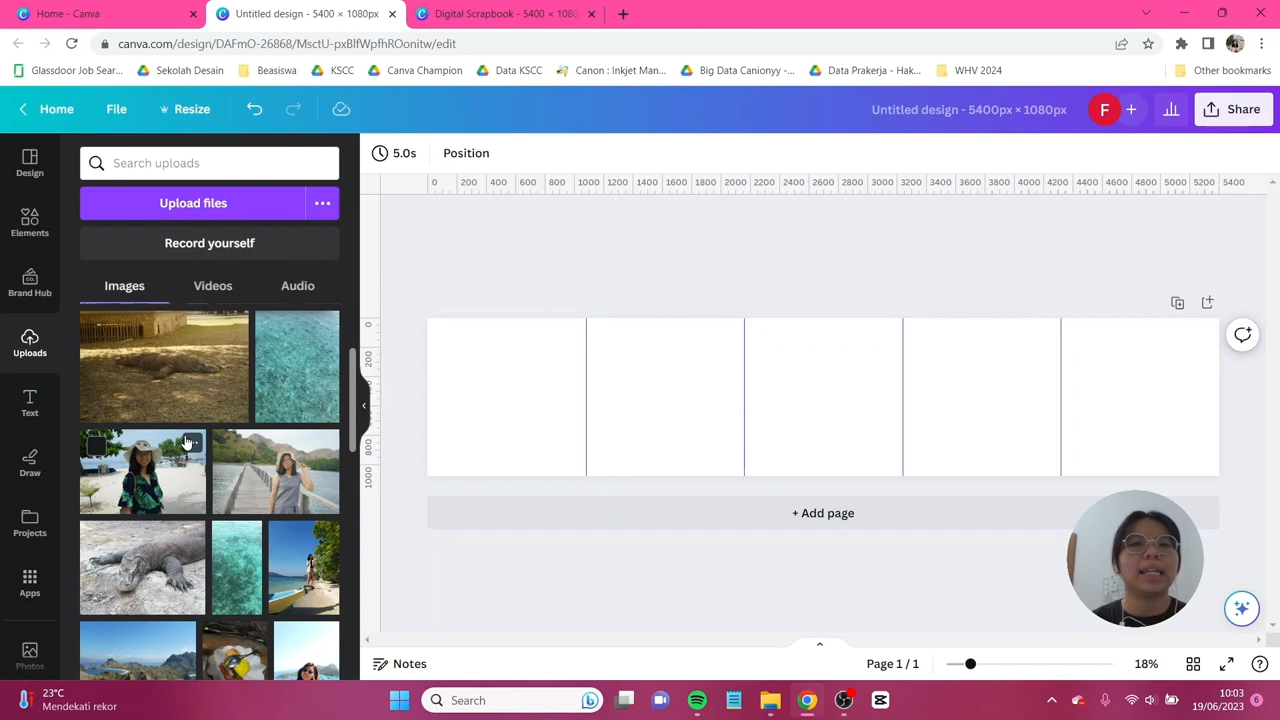 Home - Canva
Untitled design - 5400 × 1080px
Digital Scrapbook - 5400 × 1080
canva.com/design/DAFmO-26868/MsctU-pxBlfWpfhROonitw/edit
Glassdoor Job Sear...
Sekolah Desain
Beasiswa
KSCC
Canva Champion
Data KSCC
Canon : Inkjet Man...
Big Data Canionyy -...
Data Prakerja - Hak...
WHV 2024
Other bookmarks
Home
File
Resize
Untitled design - 5400px × 1080px
F
Share
Search uploads
5.0s
Position
Design
Upload files
0 200 400 600 800 1000 1200 1400 1600 1800 2000 2200 2400 2600 2800 3000 3200 3400 3600 3800 4000 4200 4400 4600 4800 5000 5200 5400
Elements
Record yourself
Brand Hub
Images
Videos
Audio
Uploads
0
200
800
1000
Text
Draw
Projects
+ Add page
Apps
Photos
Notes
Page 1 / 1
18%
23°C
Mendekati rekor
Search
10:03
19/06/2023
6